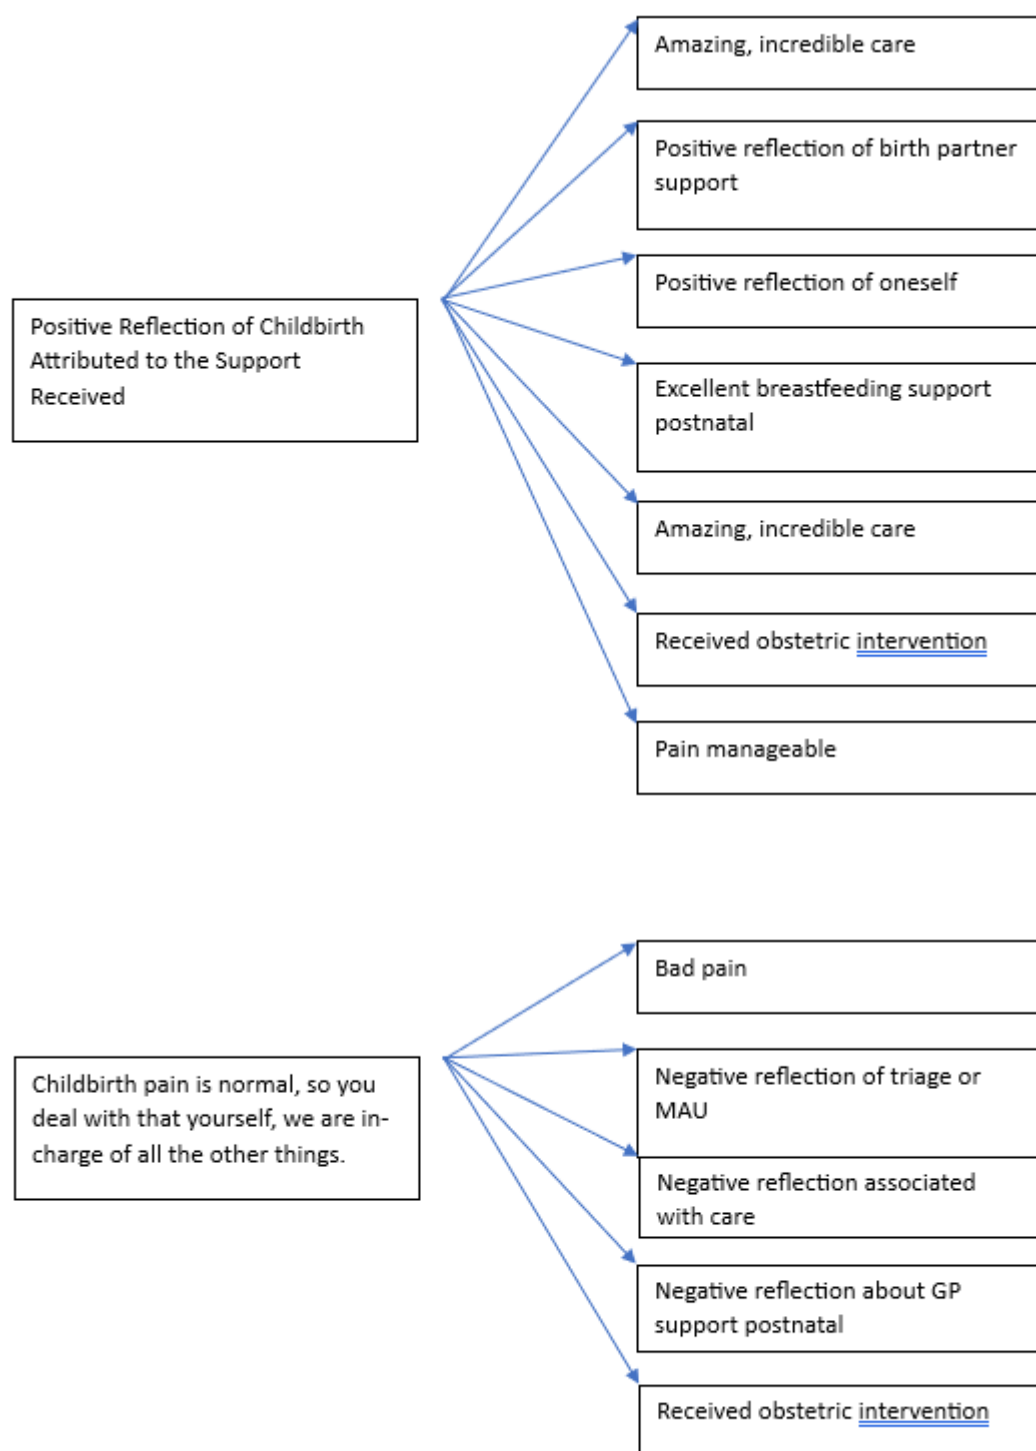 Amazing, incredible care
Positive reflection of birth partner
support
Positive reflection of oneself
Positive Reflection of Childbirth
Attributed to the Support
Received
Excellent breastfeeding support
postnatal
Amazing, incredible care
Received obstetric intervention
Pain manageable
Bad pain
Childbirth pain is normal, so you
deal with that yourself, we are in-
charge of all the other things.
Negative reflection of triage or
MAU
Negative reflection associated
with care
Negative reflection about GP
support postnatal
Received obstetric intervention